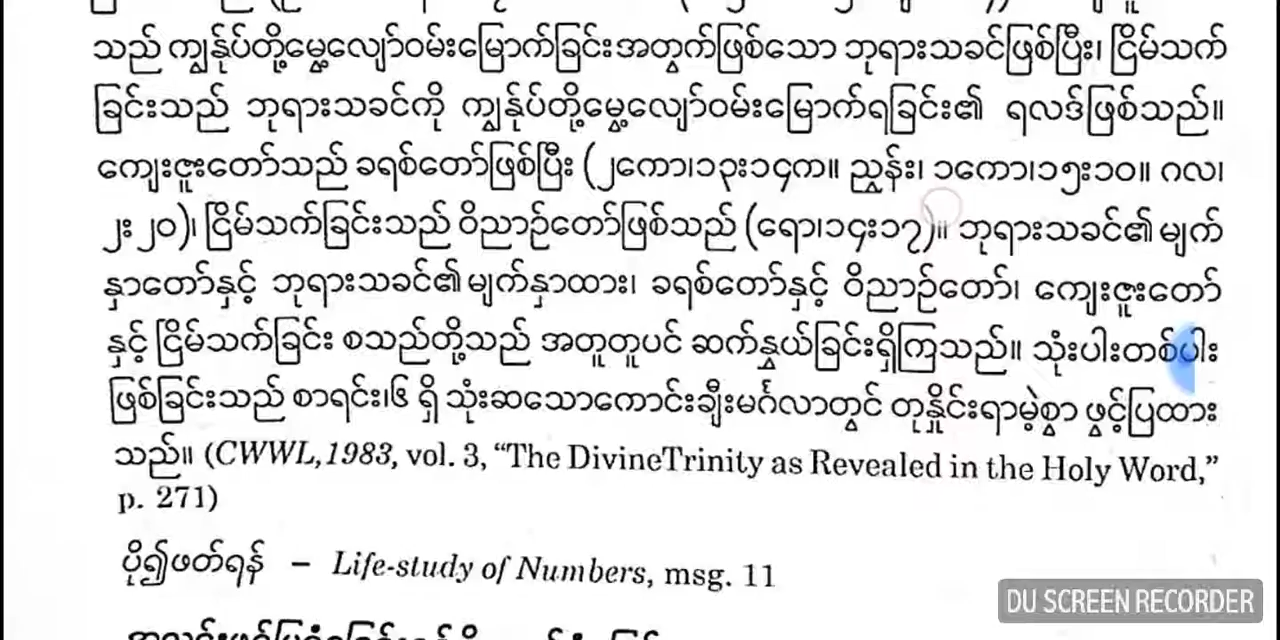 သည် ကျွန်ုပ်တို့မွေ့လျော်ဝမ်းမြောက်ခြင်းအတွက်ဖြစ်သော ဘုရားသခင်ဖြစ်ပြီး၊ ငြိမ်သက်
ခြင်းသည် ဘုရားသခင်ကို ကျွန်ုပ်တို့မွေ့လျော်ဝမ်းမြောက်ရခြင်း၏ ရလဒ်ဖြစ်သည်။
ကျေးဇူးတော်သည် ခရစ်တော်ဖြစ်ပြီး (၂ကော၊၁၃း၁၄က။ ညွှန်း၊ ၁ကော၊၁၅း၁၀။ ဂလ၊
၂း၂၀)၊ ငြိမ်သက်ခြင်းသည် ဝိညာဉ်တော်ဖြစ်သည် (ရော၊၁၄း၁၇)။ ဘုရားသခင်၏ မျက်
နှာတော်နှင့် ဘုရားသခင်၏ မျက်နှာထား၊ ခရစ်တော်နှင့် ဝိညာဉ်တော်၊ ကျေးဇူးတော်
နှင့် ငြိမ်သက်ခြင်း စသည်တို့သည် အတူတူပင် ဆက်နွှယ်ခြင်းရှိကြသည်။ သုံးပါးတစ်ပါး
ဖြစ်ခြင်းသည် စာရင်း၊၆ ရှိ သုံးဆသောကောင်းချီးမင်္ဂလာတွင် တုနှိုင်းရာမဲ့စွာ ဖွင့်ပြထား
သည်။ (CWWL,1983, vol. 3, “The DivineTrinity as Revealed in the Holy Word,”
p. 271)
ပို၍ဖတ်ရန် – Life-study of Numbers, msg. 11
DU SCREEN RECORDER